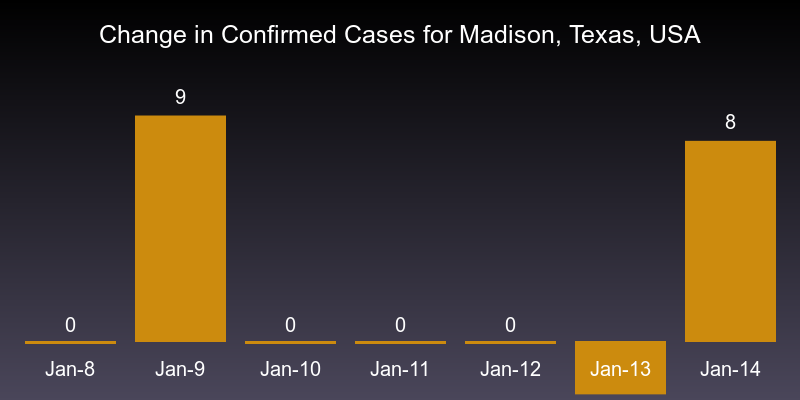 Change in Confirmed Cases for Madison, Texas, USA
9
8
0
0
0
0
Jan-8
Jan-9
Jan-10
Jan-11
Jan-12
Jan-13
Jan-14